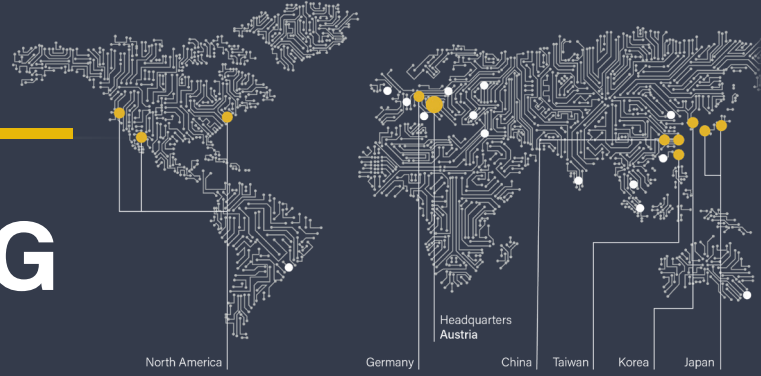 G
Headquarters
Austria
North America
Germany
China
Taiwan
Korea
Japan